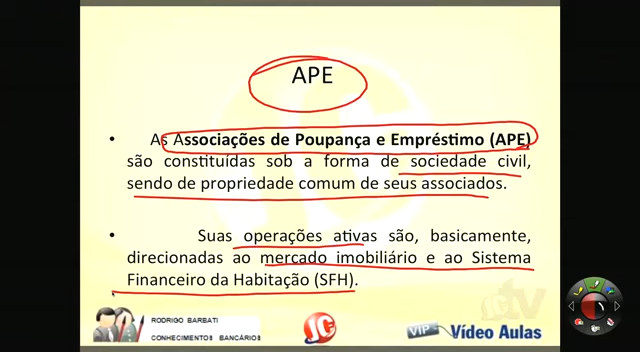 APE
• As Associações de Poupança e Empréstimo (APE)
são constituídas sob a forma de sociedade civil,
sendo de propriedade comum de seus associados.
• Suas operações ativas são, basicamente,
direcionadas ao mercado imobiliário e ao Sistema
Financeiro da Habitação (SFH).
RODRIGO BARBATI
CONHECIMENTOS BANCÁRIOS
JC
VIP Vídeo Aulas